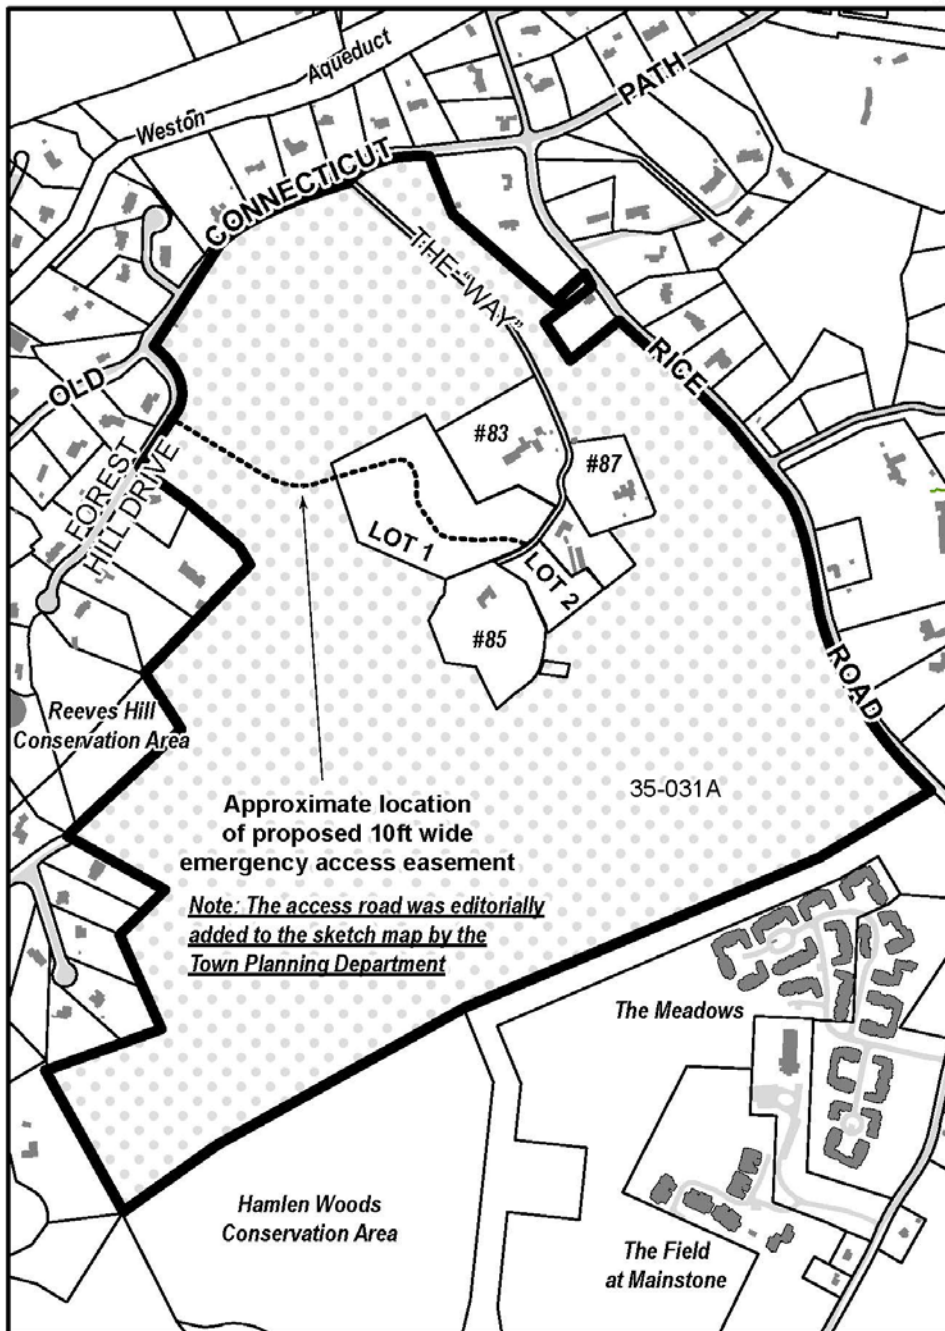 Weston Aqueduct
OLD CONNECTICUT PATH
THE "WAY"
RICE ROAD
FOREST
HILL DRIVE
#83
#87
LOT 1
LOT 2
#85
Reeves Hill
Conservation Area
35-031A
Approximate location
of proposed 10ft wide
emergency access easement
Note: The access road was editorially
added to the sketch map by the
Town Planning Department
The Meadows
Hamlen Woods
Conservation Area
The Field
at Mainstone